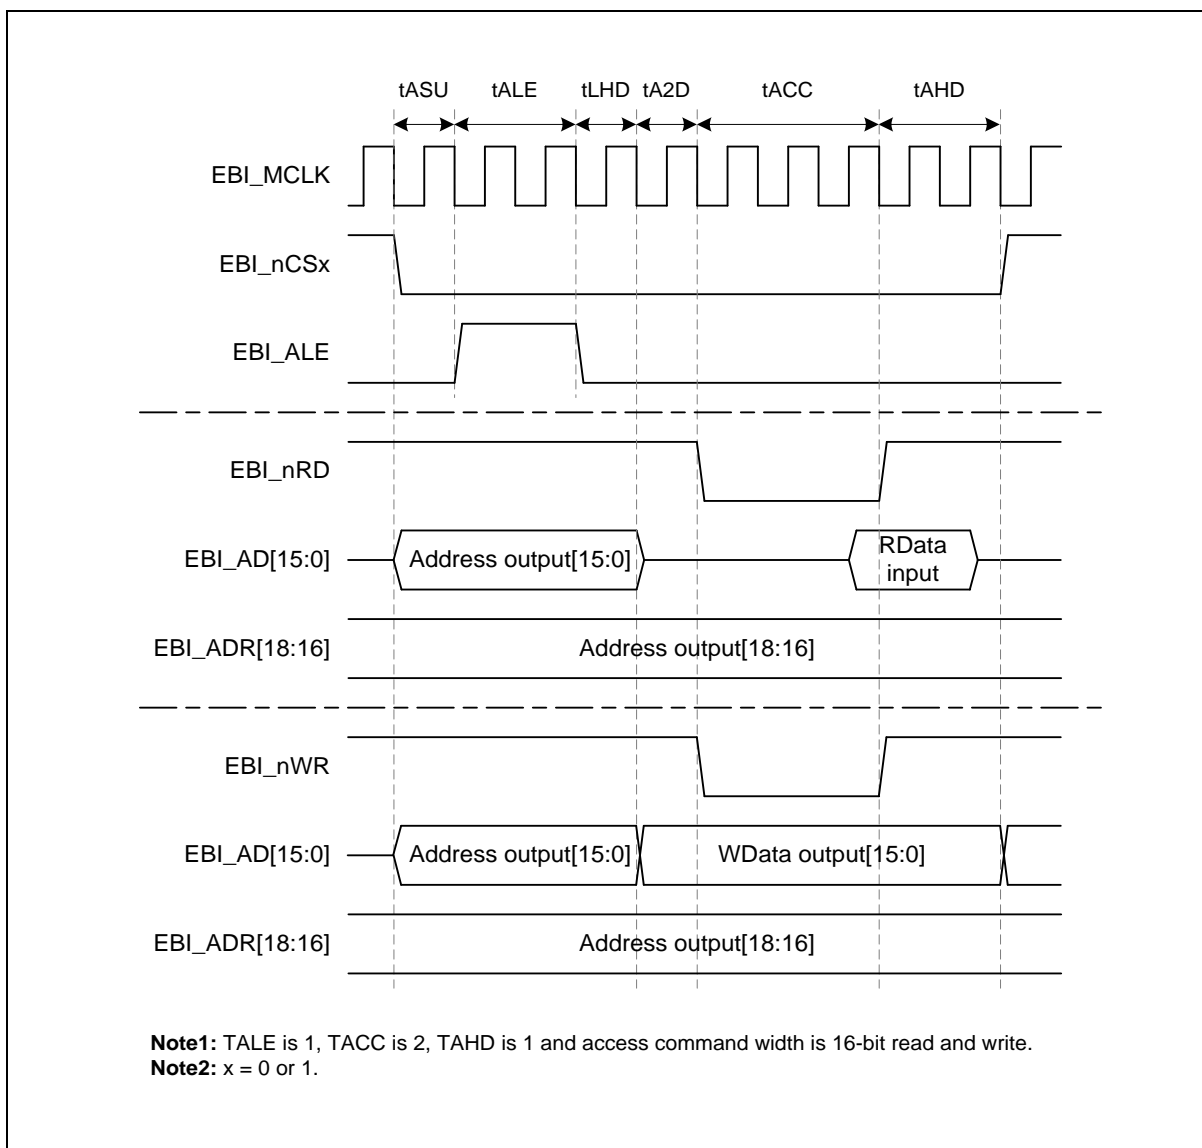 tASU tALE tLHD tA2D tACC tAHD
EBI_MCLK
EBI_nCSx
EBI_ALE
EBI_nRD
EBI_AD[15:0] Address output[15:0] RData
input
EBI_ADR[18:16] Address output[18:16]
EBI_nWR
EBI_AD[15:0] Address output[15:0] WData output[15:0]
EBI_ADR[18:16] Address output[18:16]
Note1: TALE is 1, TACC is 2, TAHD is 1 and access command width is 16-bit read and write.
Note2: x = 0 or 1.